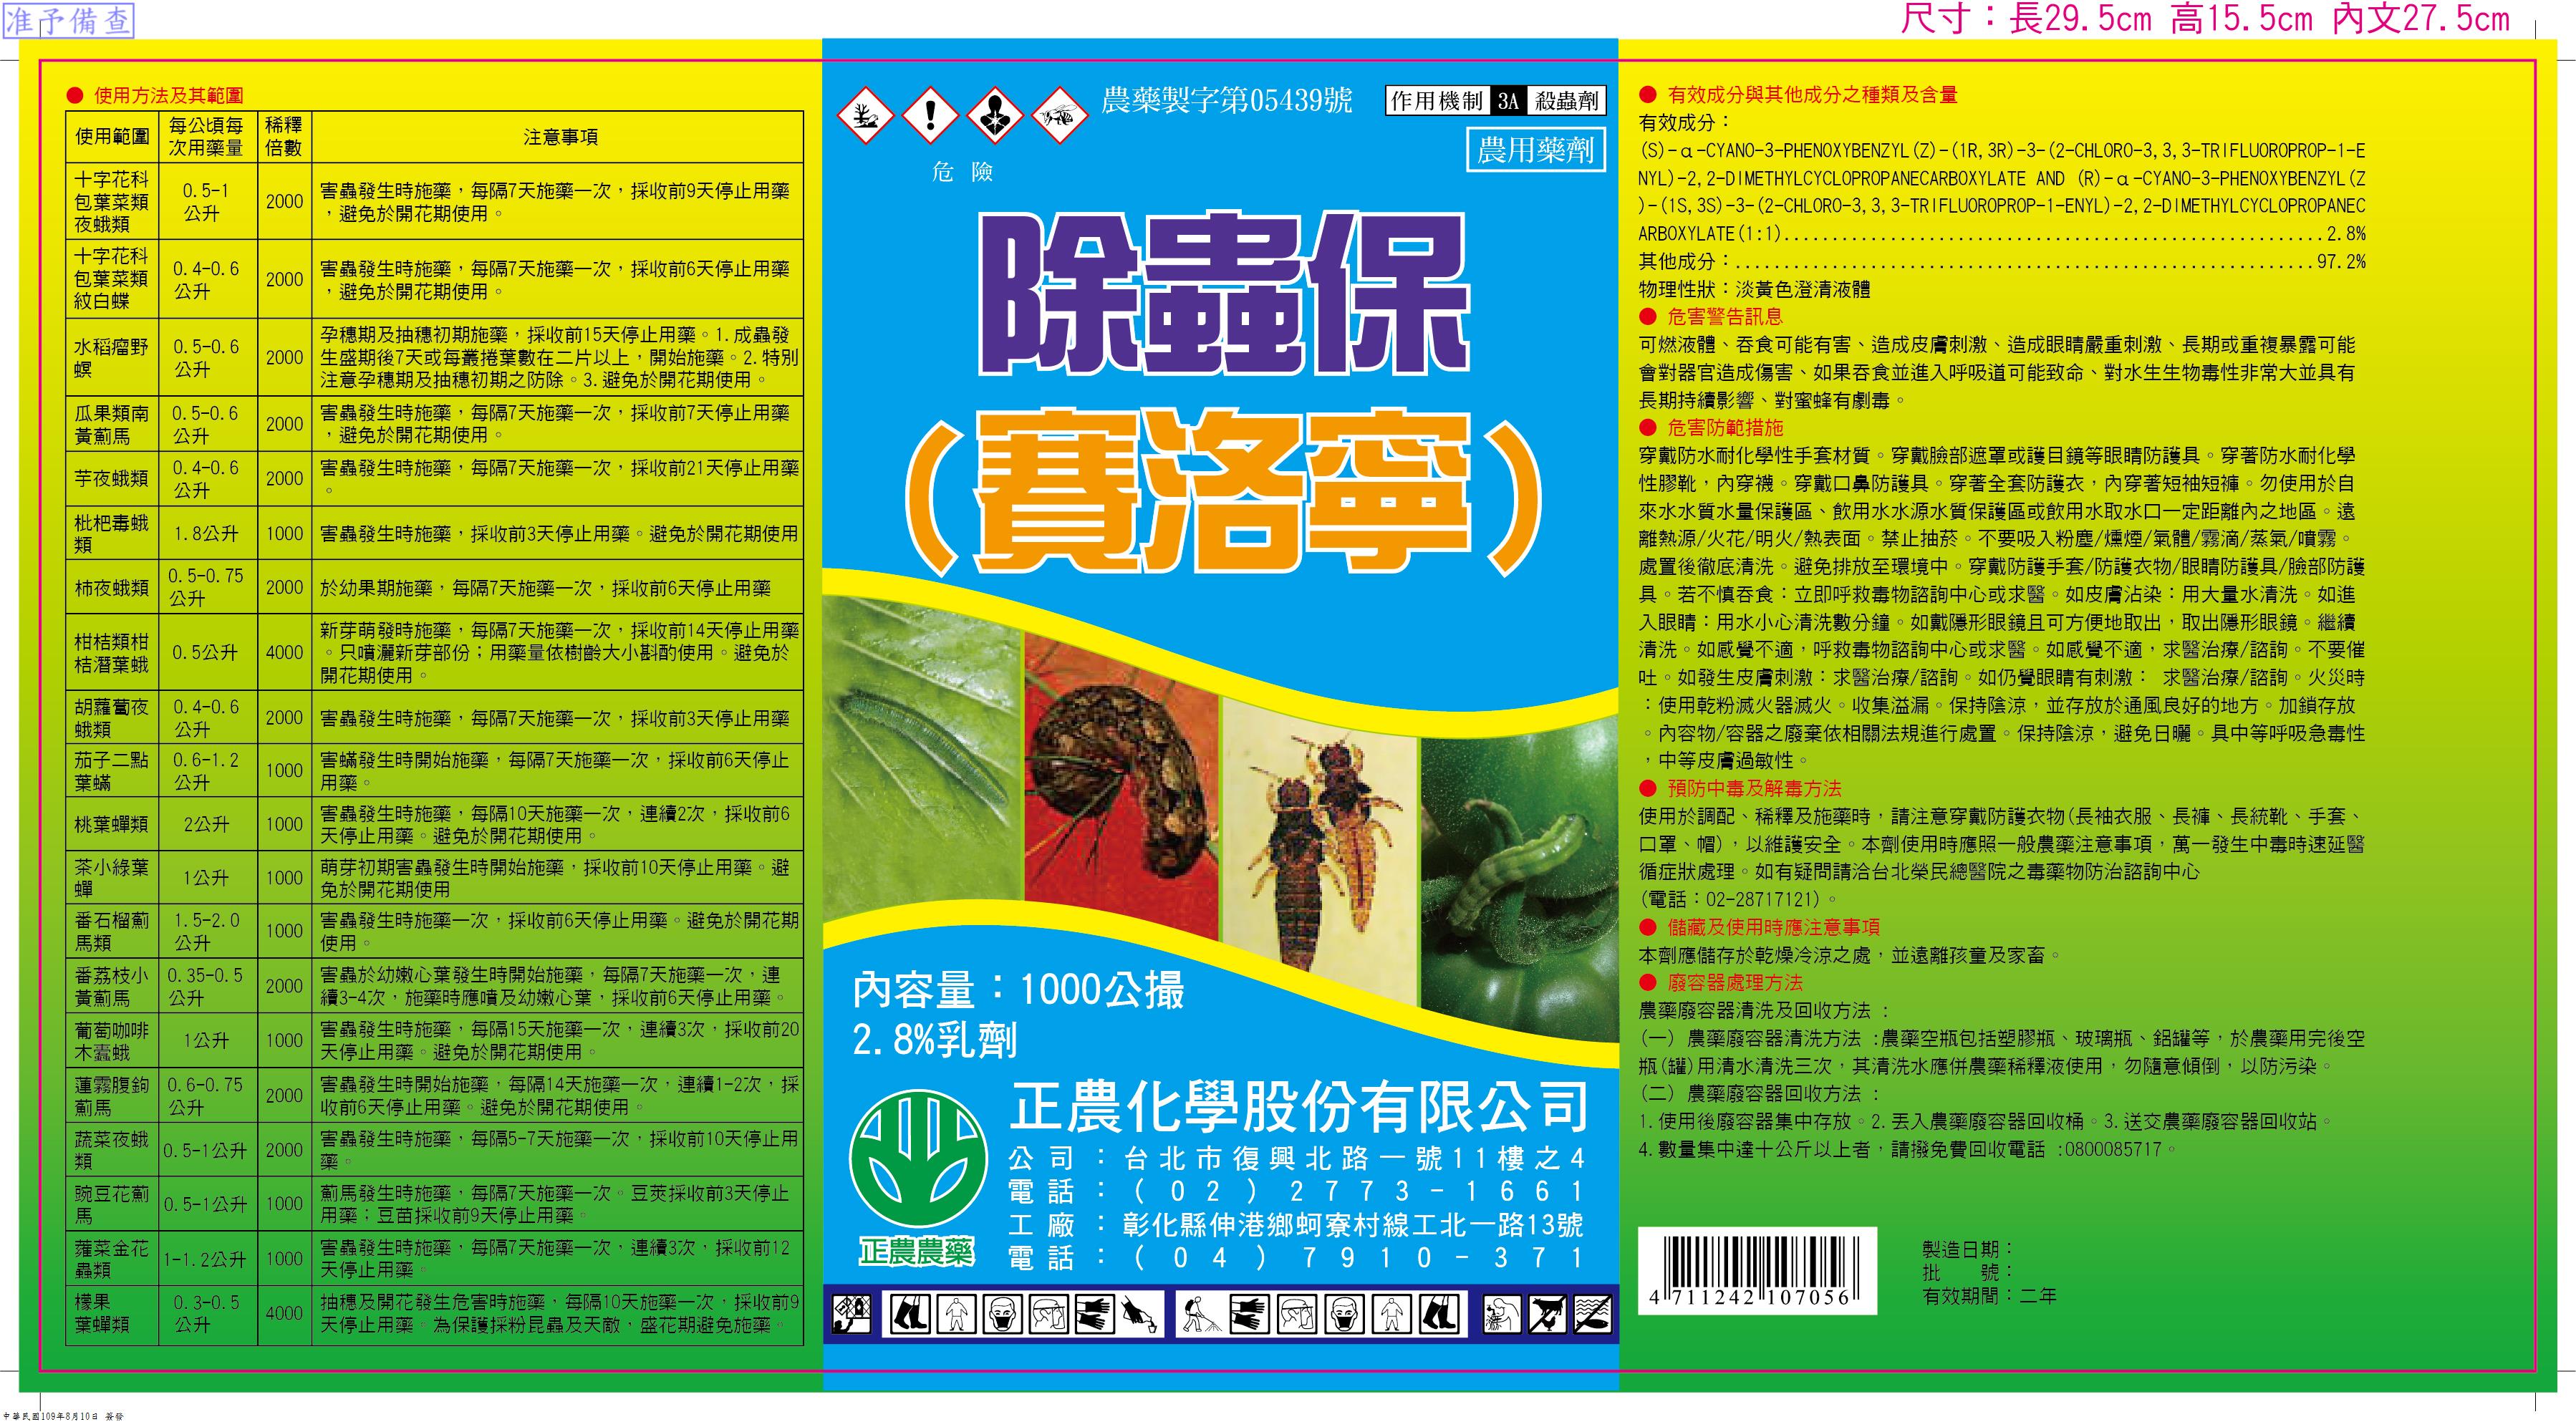 准予備查
尺寸：長29.5cm 高15.5cm 內文27.5cm
● 使用方法及其範圍
使用範圍 每公頃每次用藥量 稀釋倍數 注意事項
十字花科包葉菜類夜蛾類 0.5-1公升 2000 害蟲發生時施藥，每隔7天施藥一次，採收前9天停止用藥，避免於開花期使用。
十字花科包葉菜類紋白蝶 0.4-0.6公升 2000 害蟲發生時施藥，每隔7天施藥一次，採收前6天停止用藥，避免於開花期使用。
水稻瘤野螟 0.5-0.6公升 2000 孕穗期及抽穗初期施藥，採收前15天停止用藥。1.成蟲發生盛期後7天或每叢捲葉數在二片以上，開始施藥。2.特別注意孕穗期及抽穗初期之防除。3.避免於開花期使用。
瓜果類南黃薊馬 0.5-0.6公升 2000 害蟲發生時施藥，每隔7天施藥一次，採收前7天停止用藥，避免於開花期使用。
芋夜蛾類 0.4-0.6公升 2000 害蟲發生時施藥，每隔7天施藥一次，採收前21天停止用藥。
枇杷毒蛾類 1.8公升 1000 害蟲發生時施藥，採收前3天停止用藥。避免於開花期使用
柿夜蛾類 0.5-0.75公升 2000 於幼果期施藥，每隔7天施藥一次，採收前6天停止用藥
柑桔類柑桔潛葉蛾 0.5公升 4000 新芽萌發時施藥，每隔7天施藥一次，採收前14天停止用藥。只噴灑新芽部份；用藥量依樹齡大小斟酌使用。避免於開花期使用。
胡蘿蔔夜蛾類 0.4-0.6公升 2000 害蟲發生時施藥，每隔7天施藥一次，採收前3天停止用藥
茄子二點葉蟎 0.6-1.2公升 1000 害蟎發生時開始施藥，每隔7天施藥一次，採收前6天停止用藥。
桃葉蟬類 2公升 1000 害蟲發生時施藥，每隔10天施藥一次，連續2次，採收前6天停止用藥。避免於開花期使用。
茶小綠葉蟬 1公升 1000 萌芽初期害蟲發生時開始施藥，採收前10天停止用藥。避免於開花期使用
番石榴薊馬類 1.5-2.0公升 1000 害蟲發生時施藥一次，採收前6天停止用藥。避免於開花期使用。
番荔枝小黃薊馬 0.35-0.5公升 2000 害蟲於幼嫩心葉發生時開始施藥，每隔7天施藥一次，連續3-4次，施藥時應噴及幼嫩心葉，採收前6天停止用藥。
葡萄咖啡木蠹蛾 1公升 1000 害蟲發生時施藥，每隔15天施藥一次，連續3次，採收前20天停止用藥。避免於開花期使用。
蓮霧腹鉤薊馬 0.6-0.75公升 2000 害蟲發生時開始施藥，每隔14天施藥一次，連續1-2次，採收前6天停止用藥。避免於開花期使用。
蔬菜夜蛾類 0.5-1公升 2000 害蟲發生時施藥，每隔5-7天施藥一次，採收前10天停止用藥。
豌豆花薊馬 0.5-1公升 1000 薊馬發生時施藥，每隔7天施藥一次。豆莢採收前3天停止用藥；豆苗採收前9天停止用藥。
蕹菜金花蟲類 1-1.2公升 1000 害蟲發生時施藥，每隔7天施藥一次，連續3次，採收前12天停止用藥。
檬果葉蟬類 0.3-0.5公升 4000 抽穗及開花發生危害時施藥，每隔10天施藥一次，採收前9天停止用藥。為保護採粉昆蟲及天敵，盛花期避免施藥。
危險
農藥製字第05439號
作用機制 3A 殺蟲劑
農用藥劑
除蟲保
(賽洛寧)
內容量：1000公撮
2.8%乳劑
正農農藥
正農化學股份有限公司
公司：台北市復興北路一號11樓之4
電話：(02)2773-1661
工廠：彰化縣伸港鄉蚵寮村線工北一路13號
電話：(04)7910-371
● 有效成分與其他成分之種類及含量
有效成分：
(S)-α-CYANO-3-PHENOXYBENZYL(Z)-(1R,3R)-3-(2-CHLORO-3,3,3-TRIFLUOROPROP-1-E
NYL)-2,2-DIMETHYLCYCLOPROPANECARBOXYLATE AND (R)-α-CYANO-3-PHENOXYBENZYL(Z
)-(1S,3S)-3-(2-CHLORO-3,3,3-TRIFLUOROPROP-1-ENYL)-2,2-DIMETHYLCYCLOPROPANEC
ARBOXYLATE(1:1)........................................................2.8%
其他成分：............................................................97.2%
物理性狀：淡黃色澄清液體
● 危害警告訊息
可燃液體、吞食可能有害、造成皮膚刺激、造成眼睛嚴重刺激、長期或重複暴露可能
會對器官造成傷害、如果吞食並進入呼吸道可能致命、對水生生物毒性非常大並具有
長期持續影響、對蜜蜂有劇毒。
● 危害防範措施
穿戴防水耐化學性手套材質。穿戴臉部遮罩或護目鏡等眼睛防護具。穿著防水耐化學
性膠靴，內穿襪。穿戴口鼻防護具。穿著全套防護衣，內穿著短袖短褲。勿使用於自
來水水質水量保護區、飲用水水源水質保護區或飲用水取水口一定距離內之地區。遠
離熱源/火花/明火/熱表面。禁止抽菸。不要吸入粉塵/燻煙/氣體/霧滴/蒸氣/噴霧。
處置後徹底清洗。避免排放至環境中。穿戴防護手套/防護衣物/眼睛防護具/臉部防護
具。若不慎吞食：立即呼救毒物諮詢中心或求醫。如皮膚沾染：用大量水清洗。如進
入眼睛：用水小心清洗數分鐘。如戴隱形眼鏡且可方便地取出，取出隱形眼鏡。繼續
清洗。如感覺不適，呼救毒物諮詢中心或求醫。如感覺不適，求醫治療/諮詢。不要催
吐。如發生皮膚刺激：求醫治療/諮詢。如仍覺眼睛有刺激： 求醫治療/諮詢。火災時
：使用乾粉滅火器滅火。收集溢漏。保持陰涼，並存放於通風良好的地方。加鎖存放
。內容物/容器之廢棄依相關法規進行處置。保持陰涼，避免日曬。具中等呼吸急毒性
，中等皮膚過敏性。
● 預防中毒及解毒方法
使用於調配、稀釋及施藥時，請注意穿戴防護衣物(長袖衣服、長褲、長統靴、手套、
口罩、帽)，以維護安全。本劑使用時應照一般農藥注意事項，萬一發生中毒時速延醫
循症狀處理。如有疑問請洽台北榮民總醫院之毒藥物防治諮詢中心
(電話：02-28717121)。
● 儲藏及使用時應注意事項
本劑應儲存於乾燥冷涼之處，並遠離孩童及家畜。
● 廢容器處理方法
農藥廢容器清洗及回收方法 :
(一) 農藥廢容器清洗方法 :農藥空瓶包括塑膠瓶、玻璃瓶、鋁罐等，於農藥用完後空
瓶(罐)用清水清洗三次，其清洗水應併農藥稀釋液使用，勿隨意傾倒，以防污染。
(二) 農藥廢容器回收方法 :
1.使用後廢容器集中存放。2.丟入農藥廢容器回收桶。3.送交農藥廢容器回收站。
4.數量集中達十公斤以上者，請撥免費回收電話 :0800085717。
4 711242 107056
製造日期：
批　　號：
有效期間：二年
中華民國109年8月10日 簽發